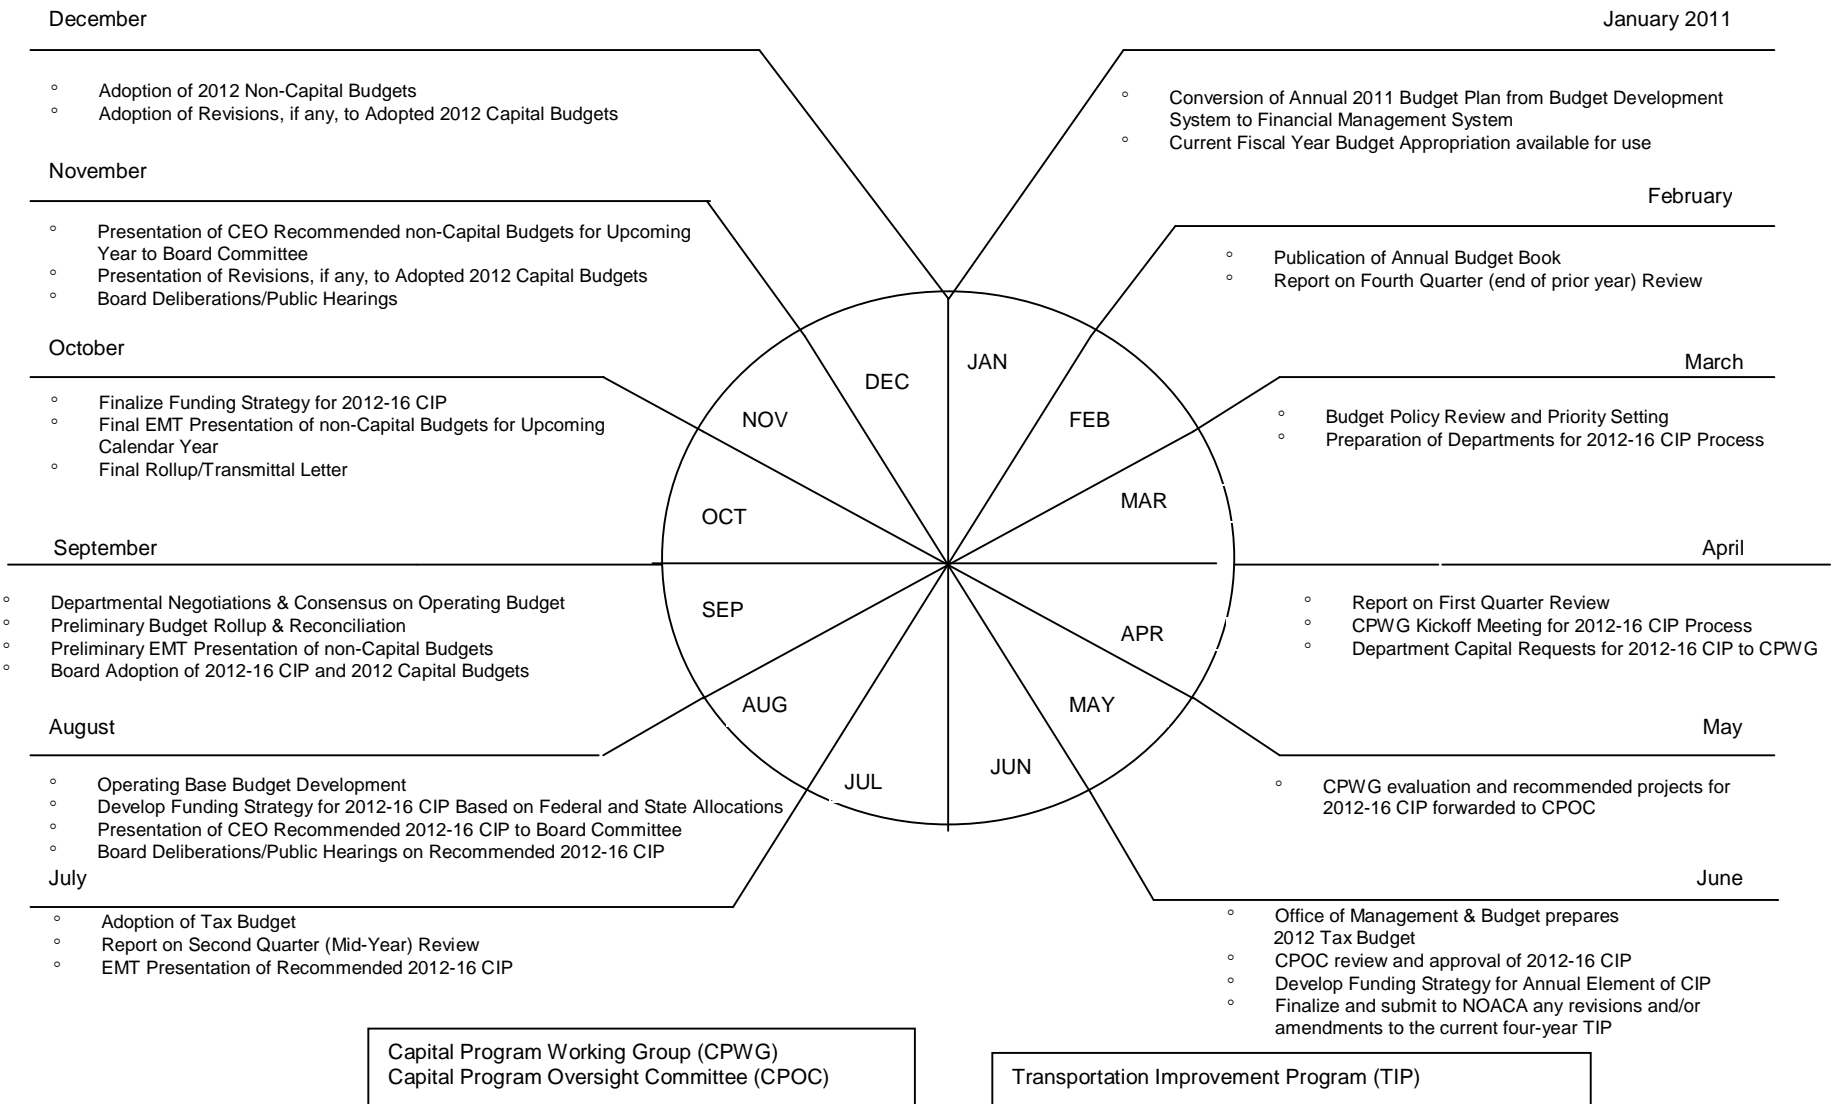 December
° Adoption of 2012 Non-Capital Budgets
° Adoption of Revisions, if any, to Adopted 2012 Capital Budgets
November
° Presentation of CEO Recommended non-Capital Budgets for Upcoming
Year to Board Committee
° Presentation of Revisions, if any, to Adopted 2012 Capital Budgets
° Board Deliberations/Public Hearings
October
° Finalize Funding Strategy for 2012-16 CIP
° Final EMT Presentation of non-Capital Budgets for Upcoming
Calendar Year
° Final Rollup/Transmittal Letter
September
° Departmental Negotiations & Consensus on Operating Budget
° Preliminary Budget Rollup & Reconciliation
° Preliminary EMT Presentation of non-Capital Budgets
° Board Adoption of 2012-16 CIP and 2012 Capital Budgets
August
° Operating Base Budget Development
° Develop Funding Strategy for 2012-16 CIP Based on Federal and State Allocations
° Presentation of CEO Recommended 2012-16 CIP to Board Committee
° Board Deliberations/Public Hearings on Recommended 2012-16 CIP
July
° Adoption of Tax Budget
° Report on Second Quarter (Mid-Year) Review
° EMT Presentation of Recommended 2012-16 CIP
JAN
FEB
MAR
APR
MAY
JUN
JUL
AUG
SEP
OCT
NOV
DEC
January 2011
° Conversion of Annual 2011 Budget Plan from Budget Development
System to Financial Management System
° Current Fiscal Year Budget Appropriation available for use
February
° Publication of Annual Budget Book
° Report on Fourth Quarter (end of prior year) Review
March
° Budget Policy Review and Priority Setting
° Preparation of Departments for 2012-16 CIP Process
April
° Report on First Quarter Review
° CPWG Kickoff Meeting for 2012-16 CIP Process
° Department Capital Requests for 2012-16 CIP to CPWG
May
° CPWG evaluation and recommended projects for
2012-16 CIP forwarded to CPOC
June
° Office of Management & Budget prepares
2012 Tax Budget
° CPOC review and approval of 2012-16 CIP
° Develop Funding Strategy for Annual Element of CIP
° Finalize and submit to NOACA any revisions and/or
amendments to the current four-year TIP
Capital Program Working Group (CPWG)
Capital Program Oversight Committee (CPOC)
Transportation Improvement Program (TIP)